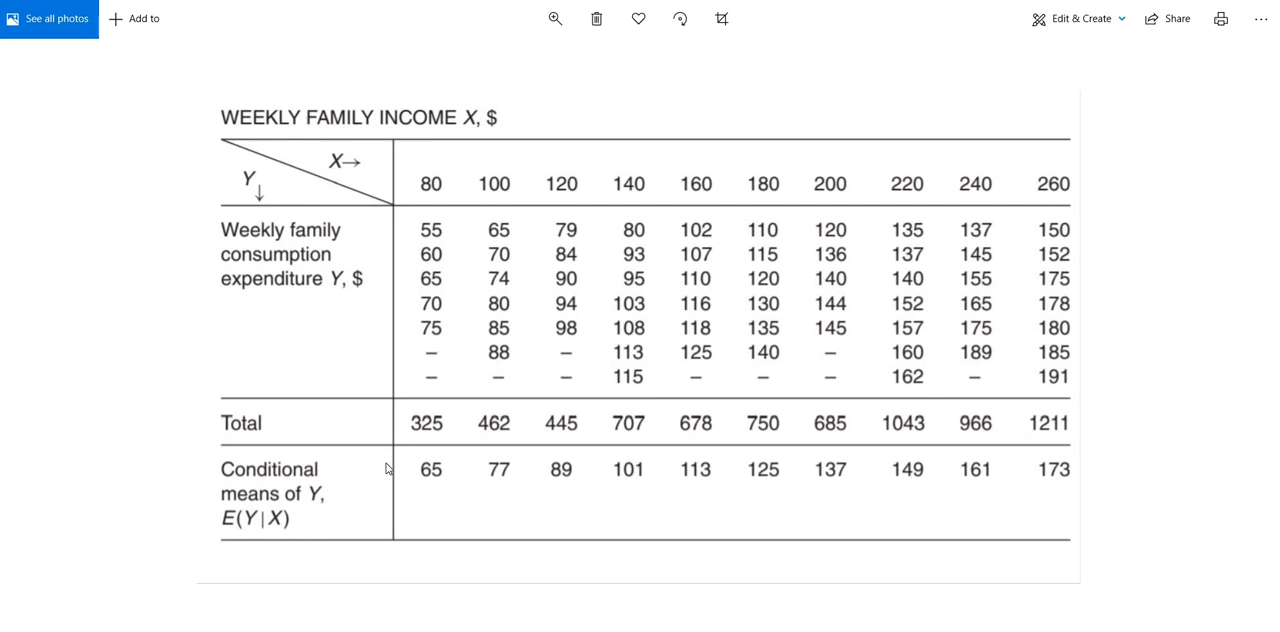 See all photos + Add to Edit & Create Share
WEEKLY FAMILY INCOME X, $
X→
Y↓ 80 100 120 140 160 180 200 220 240 260
Weekly family 55 65 79 80 102 110 120 135 137 150
consumption 60 70 84 93 107 115 136 137 145 152
expenditure Y, $ 65 74 90 95 110 120 140 140 155 175
70 80 94 103 116 130 144 152 165 178
75 85 98 108 118 135 145 157 175 180
– 88 – 113 125 140 – 160 189 185
– – – 115 – – – 162 – 191
Total 325 462 445 707 678 750 685 1043 966 1211
Conditional 65 77 89 101 113 125 137 149 161 173
means of Y,
E(Y|X)